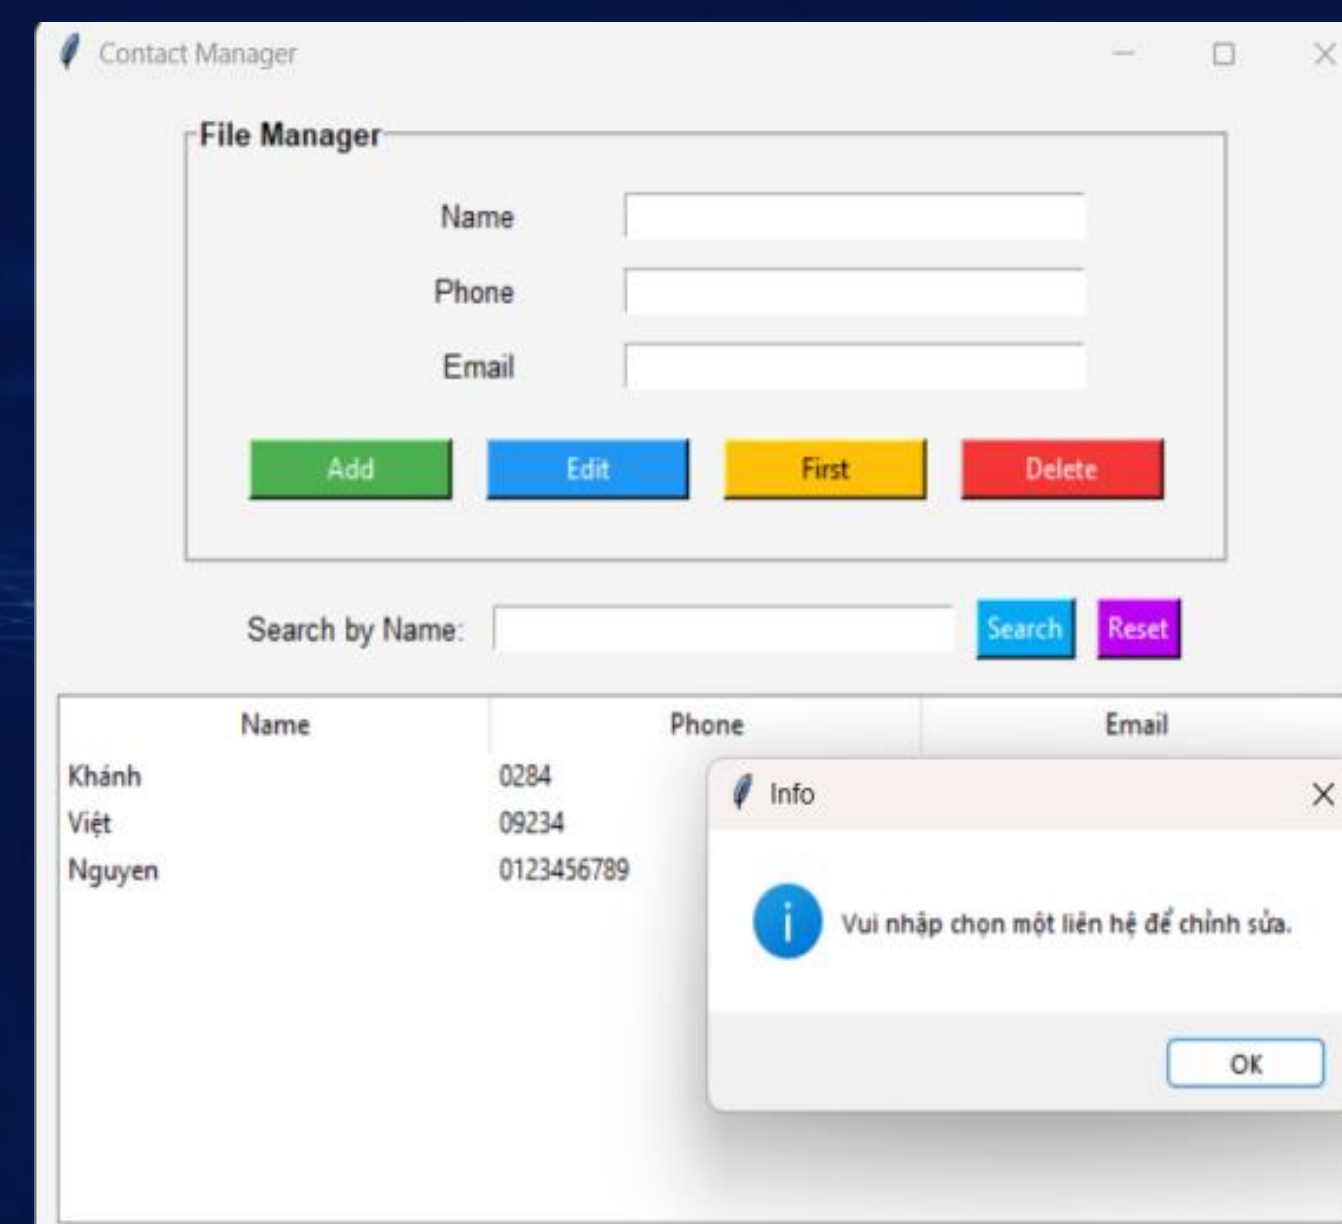 Contact Manager
File Manager
Name
Phone
Email
Add Edit First Delete
Search by Name: Search Reset
Name Phone Email
Khánh 0284
Việt 09234
Nguyen 0123456789
Info
Vui nhập chọn một liên hệ để chỉnh sửa.
OK